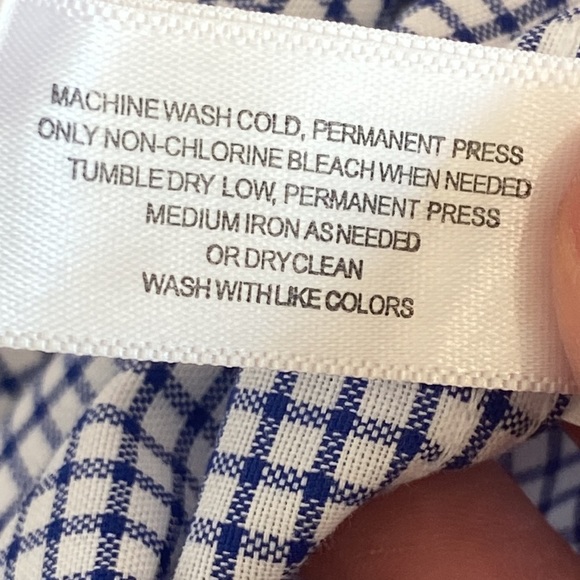 MACHINE WASH COLD, PERMANENT PRESS
ONLY NON-CHLORINE BLEACH WHEN NEEDED
TUMBLE DRY LOW, PERMANENT PRESS
MEDIUM IRON AS NEEDED
OR DRY CLEAN
WASH WITH LIKE COLORS